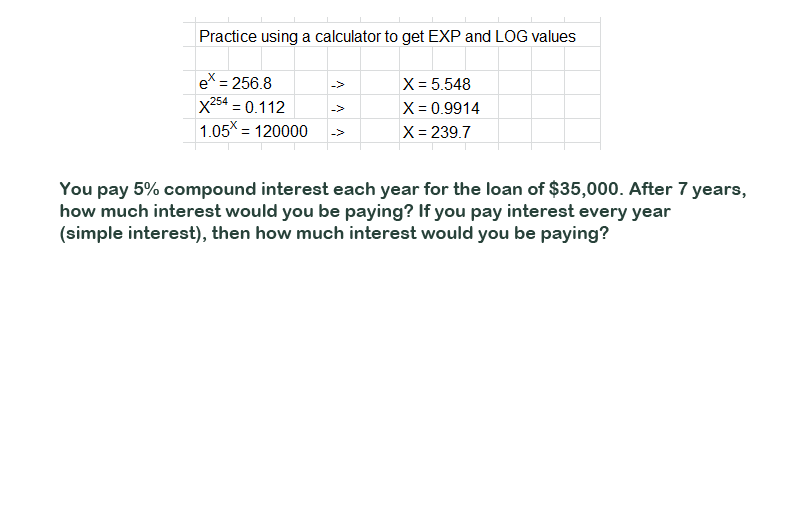 Practice using a calculator to get EXP and LOG values
eˣ = 256.8 -> X = 5.548
X²⁵⁴ = 0.112 -> X = 0.9914
1.05ˣ = 120000 -> X = 239.7
You pay 5% compound interest each year for the loan of $35,000. After 7 years,
how much interest would you be paying? If you pay interest every year
(simple interest), then how much interest would you be paying?